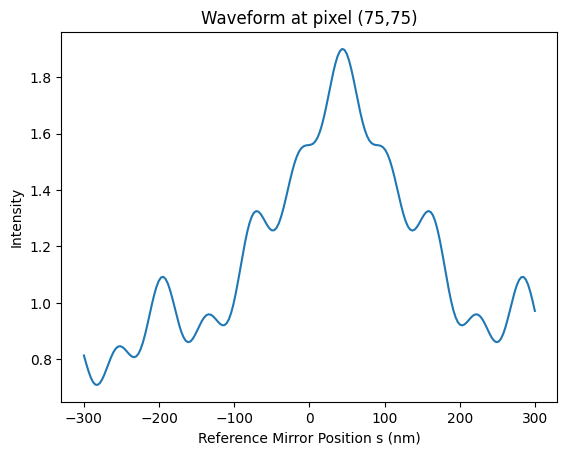 Waveform at pixel (75,75)
1.8
1.6
1.4
1.2
1.0
0.8
Intensity
−300 −200 −100 0 100 200 300
Reference Mirror Position s (nm)